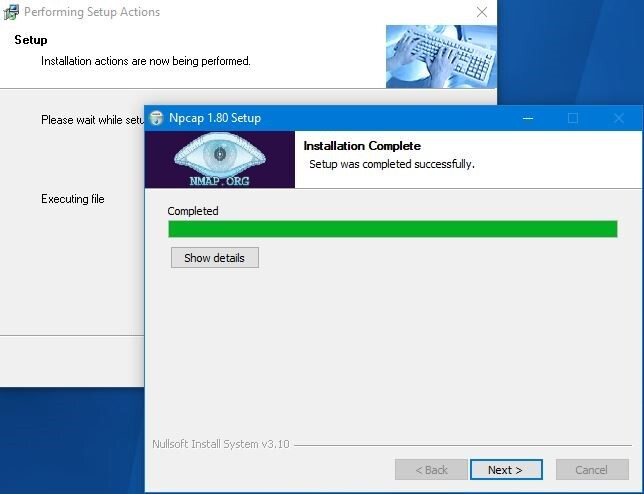 Performing Setup Actions
Setup
Installation actions are now being performed.
Please wait while setu
Executing file
Npcap 1.80 Setup
NMAP.ORG
Installation Complete
Setup was completed successfully.
Completed
Show details
Nullsoft Install System v3.10
< Back
Next >
Cancel